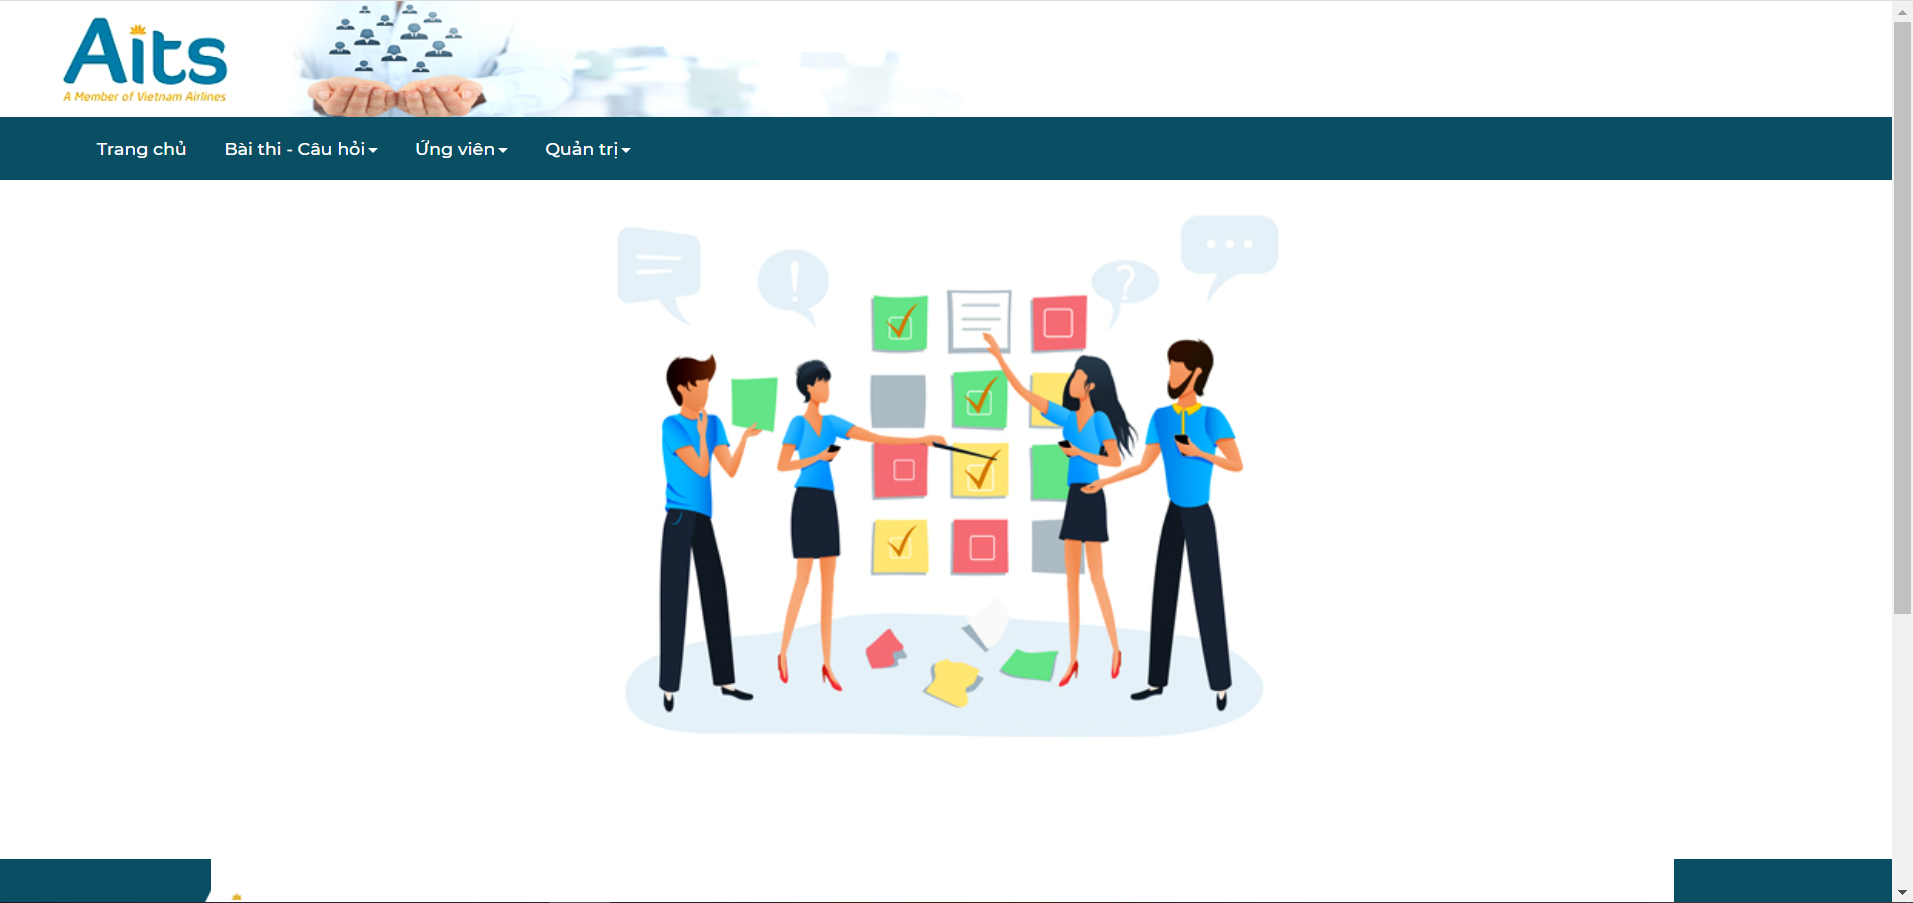 Aits
A Member of Vietnam Airlines
Trang chủ
Bài thi - Câu hỏi
Ứng viên
Quản trị
!
?